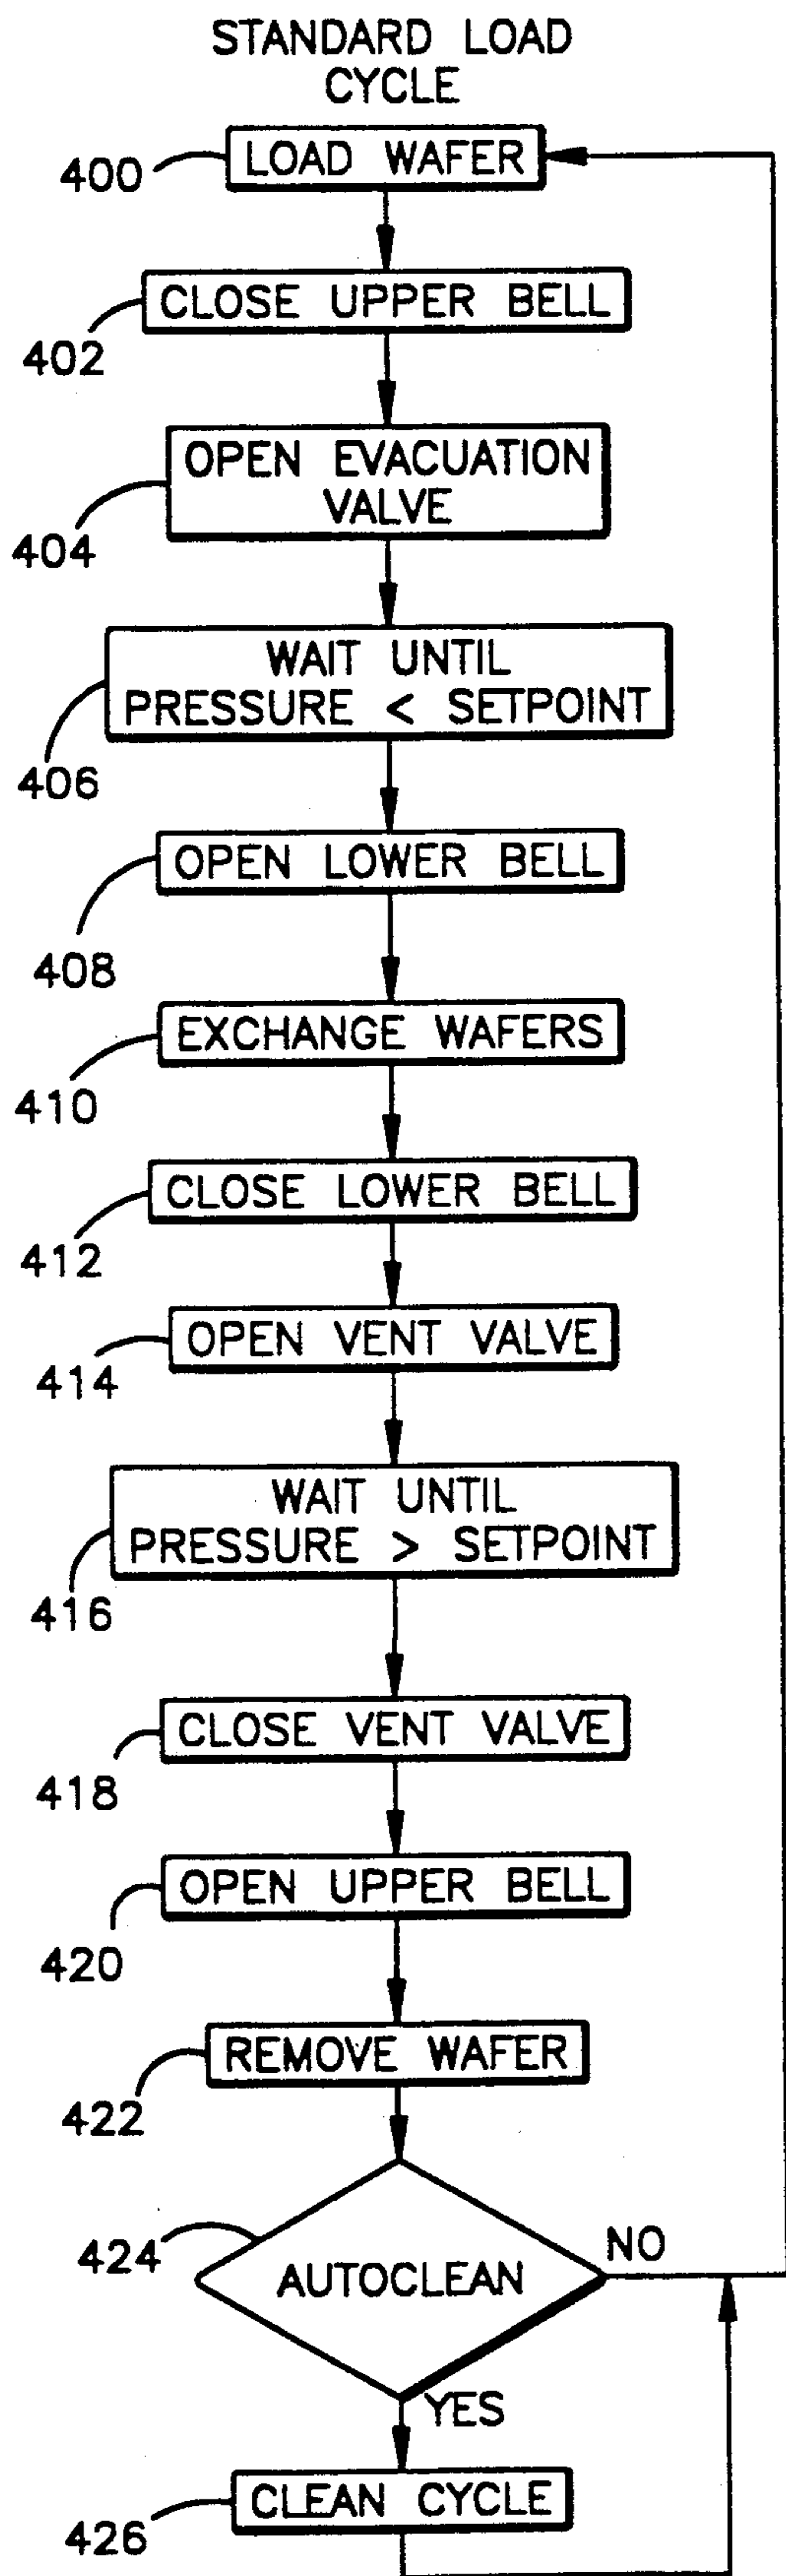 STANDARD LOAD
CYCLE
400
LOAD WAFER
CLOSE UPPER BELL
402
OPEN EVACUATION
VALVE
404
WAIT UNTIL
PRESSURE < SETPOINT
406
OPEN LOWER BELL
408
EXCHANGE WAFERS
410
CLOSE LOWER BELL
412
OPEN VENT VALVE
414
WAIT UNTIL
PRESSURE > SETPOINT
416
CLOSE VENT VALVE
418
OPEN UPPER BELL
420
REMOVE WAFER
422
424
AUTOCLEAN
NO
YES
CLEAN CYCLE
426